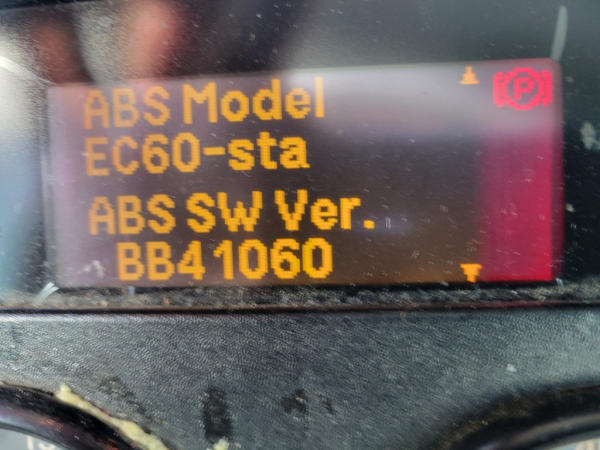 ABS Model
EC60-sta
ABS SW Ver.
BB41060
P